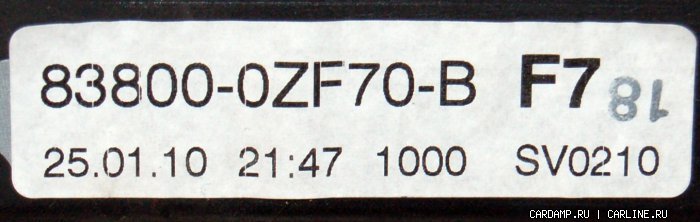 83800-0ZF70-B F7 18
25.01.10 21:47 1000 SV0210
CARDAMP.RU | CARLINE.RU